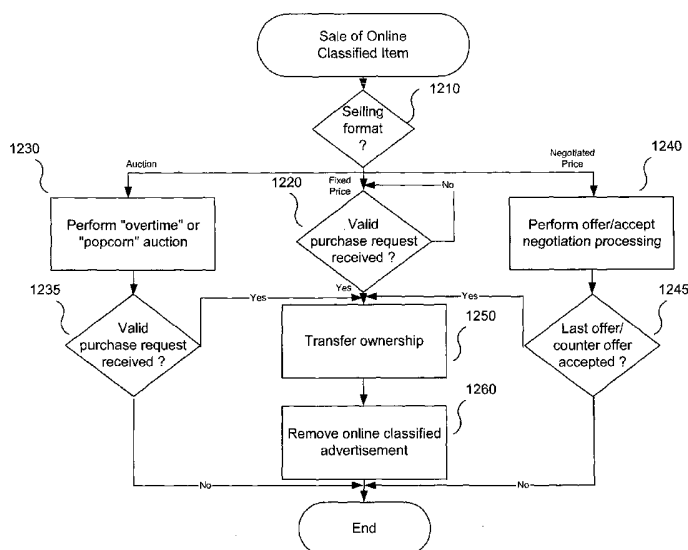 Sale of Online
Classified Item
1210
Selling
format
?
1230
Auction
Fixed
Price
No
Negotiated
Price
1240
1220
Perform "overtime" or
"popcorn" auction
Valid
purchase request
received ?
Perform offer/accept
negotiation processing
1235
Yes
Yes
Yes
1245
Valid
purchase request
received ?
1250
Transfer ownership
Last offer/
counter offer
accepted ?
1260
Remove online classified
advertisement
No
No
End